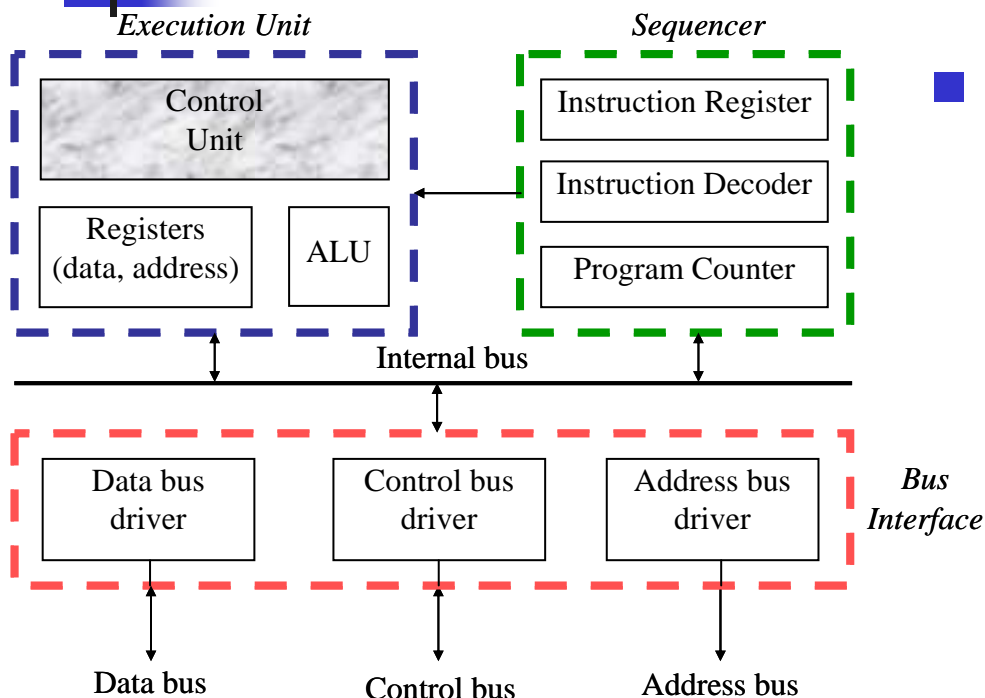 Execution Unit
Sequencer
Control
Unit
Registers
(data, address)
ALU
Instruction Register
Instruction Decoder
Program Counter
Internal bus
Data bus
driver
Control bus
driver
Address bus
driver
Bus
Interface
Data bus
Control bus
Address bus